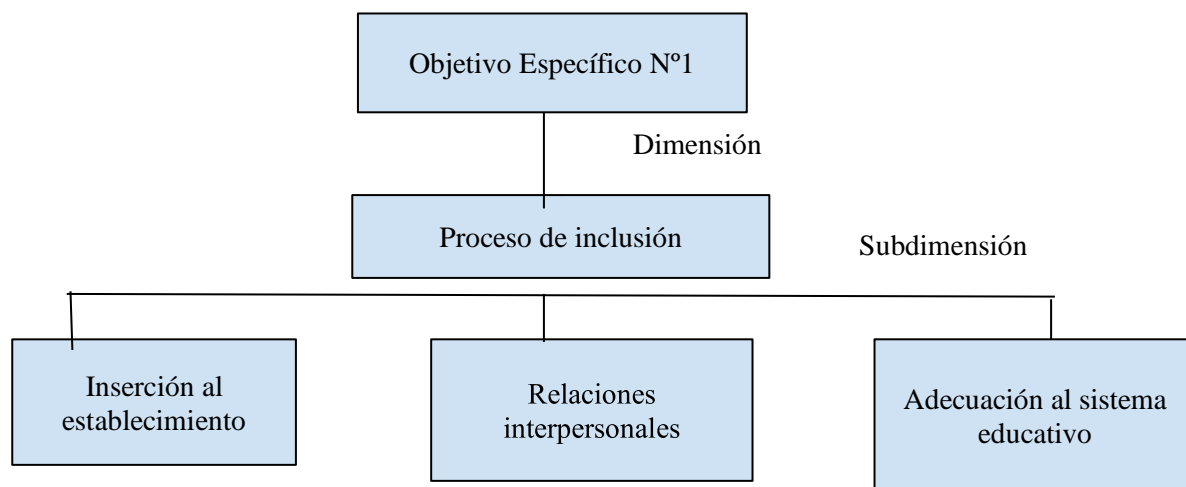 Objetivo Específico Nº1
Dimensión
Proceso de inclusión
Subdimensión
Inserción al
establecimiento
Relaciones
interpersonales
Adecuación al sistema
educativo